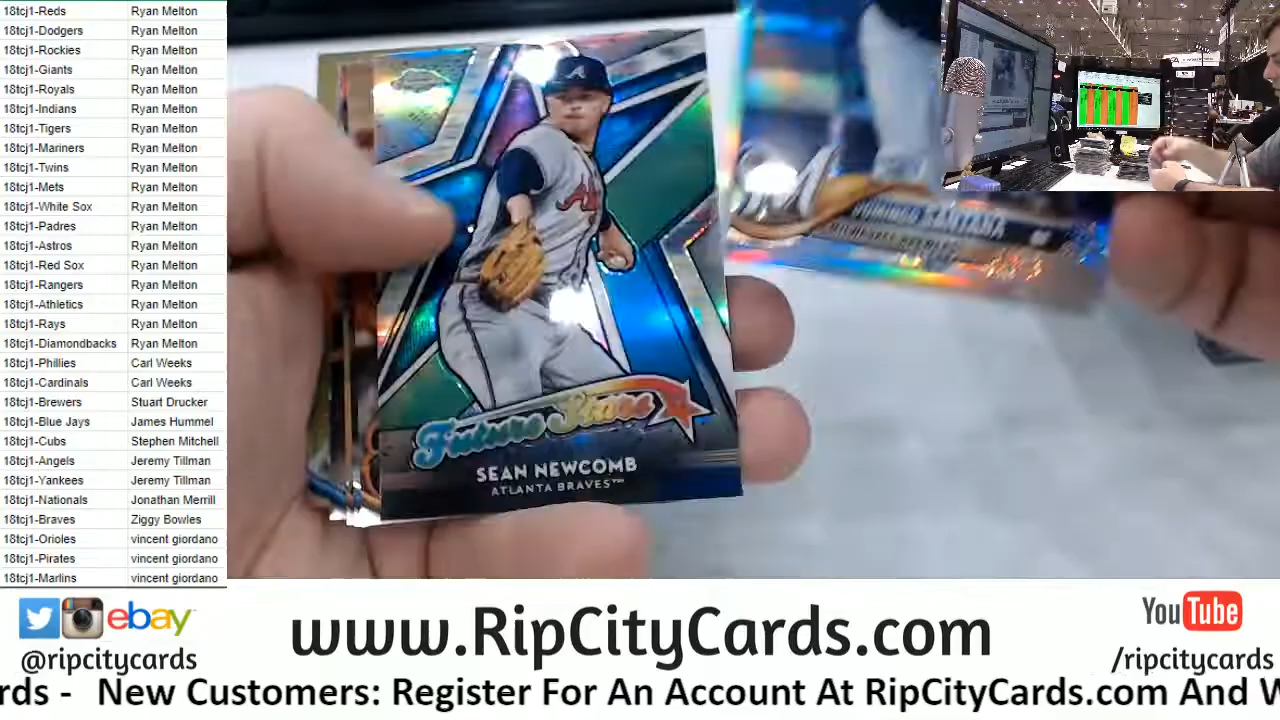 18tcj1-Reds Ryan Melton
18tcj1-Dodgers Ryan Melton
18tcj1-Rockies Ryan Melton
18tcj1-Giants Ryan Melton
18tcj1-Royals Ryan Melton
18tcj1-Indians Ryan Melton
18tcj1-Tigers Ryan Melton
18tcj1-Mariners Ryan Melton
18tcj1-Twins Ryan Melton
18tcj1-Mets Ryan Melton
18tcj1-White Sox Ryan Melton
18tcj1-Padres Ryan Melton
18tcj1-Astros Ryan Melton
18tcj1-Red Sox Ryan Melton
18tcj1-Rangers Ryan Melton
18tcj1-Athletics Ryan Melton
18tcj1-Rays Ryan Melton
18tcj1-Diamondbacks Ryan Melton
18tcj1-Phillies Carl Weeks
18tcj1-Cardinals Carl Weeks
18tcj1-Brewers Stuart Drucker
18tcj1-Blue Jays James Hummel
18tcj1-Cubs Stephen Mitchell
18tcj1-Angels Jeremy Tillman
18tcj1-Yankees Jeremy Tillman
18tcj1-Nationals Jonathan Merrill
18tcj1-Braves Ziggy Bowles
18tcj1-Orioles vincent giordano
18tcj1-Pirates vincent giordano
18tcj1-Marlins vincent giordano
A
Future Stars
SEAN NEWCOMB
ATLANTA BRAVES™
DOMINGO SANTANA
MILWAUKEE BREWERS
ebay
@ripcitycards
www.RipCityCards.com
YouTube
/ripcitycards
rds - New Customers: Register For An Account At RipCityCards.com And W